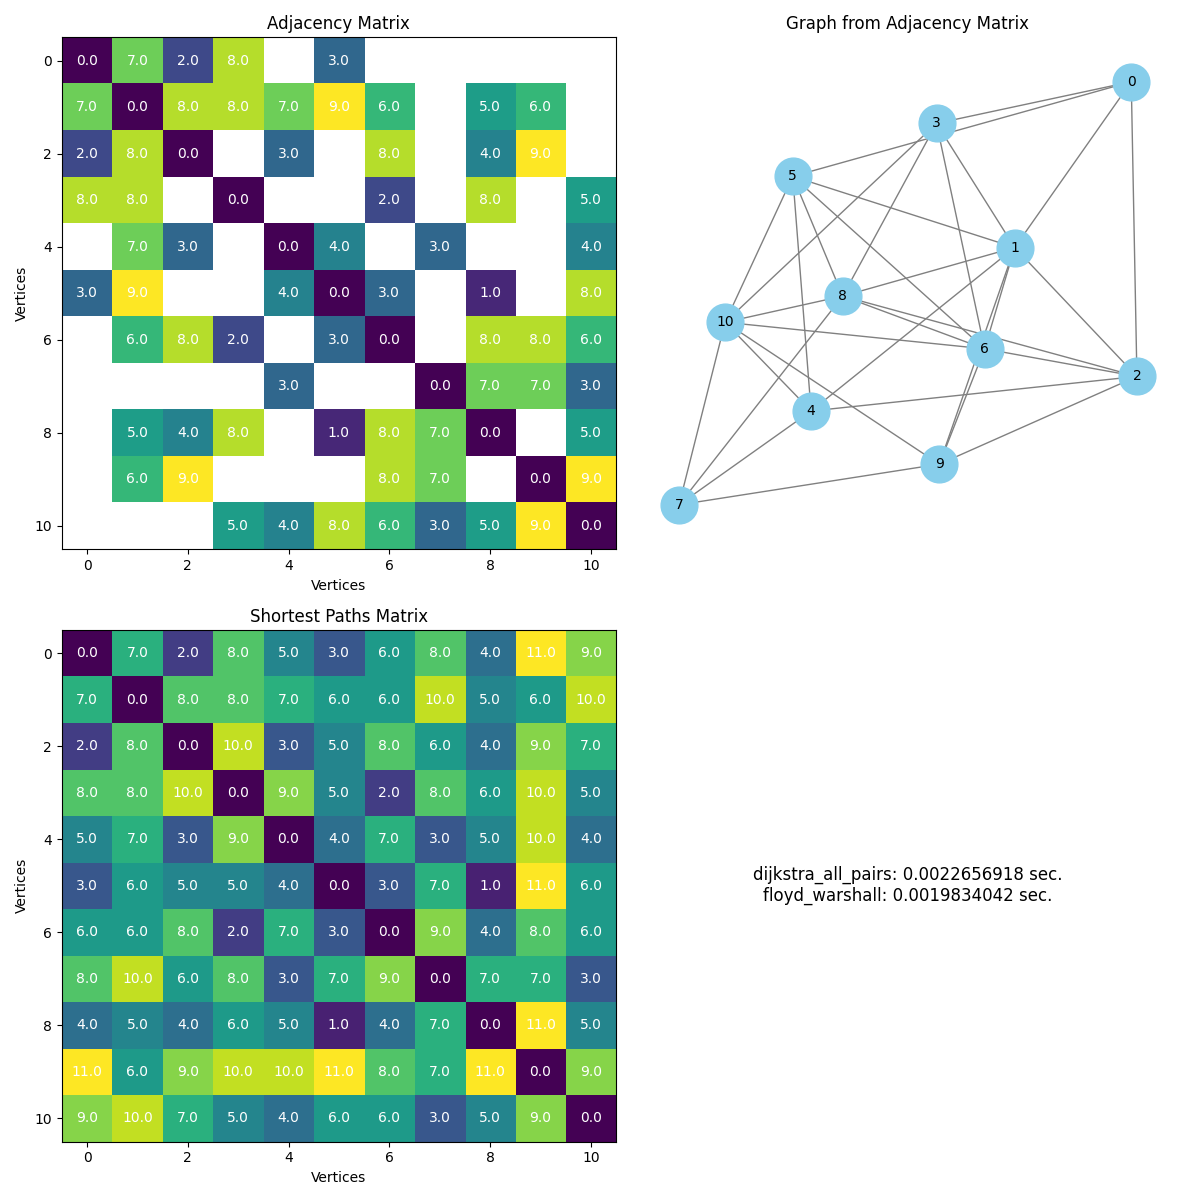 Adjacency Matrix
0 0.0 7.0 2.0 8.0 3.0
7.0 0.0 8.0 8.0 7.0 9.0 6.0 5.0 6.0
2 2.0 8.0 0.0 3.0 8.0 4.0 9.0
8.0 8.0 0.0 2.0 8.0 5.0
4 7.0 3.0 0.0 4.0 3.0 4.0
3.0 9.0 4.0 0.0 3.0 1.0 8.0
6 6.0 8.0 2.0 3.0 0.0 8.0 8.0 6.0
3.0 0.0 7.0 7.0 3.0
8 5.0 4.0 8.0 1.0 8.0 7.0 0.0 5.0
6.0 9.0 8.0 7.0 0.0 9.0
10 5.0 4.0 8.0 6.0 3.0 5.0 9.0 0.0
0 2 4 6 8 10
Vertices
Vertices
Graph from Adjacency Matrix
0
3
5
1
8
10
6
2
4
9
7
Shortest Paths Matrix
0 0.0 7.0 2.0 8.0 5.0 3.0 6.0 8.0 4.0 11.0 9.0
7.0 0.0 8.0 8.0 7.0 6.0 6.0 10.0 5.0 6.0 10.0
2 2.0 8.0 0.0 10.0 3.0 5.0 8.0 6.0 4.0 9.0 7.0
8.0 8.0 10.0 0.0 9.0 5.0 2.0 8.0 6.0 10.0 5.0
4 5.0 7.0 3.0 9.0 0.0 4.0 7.0 3.0 5.0 10.0 4.0
3.0 6.0 5.0 5.0 4.0 0.0 3.0 7.0 1.0 11.0 6.0
6 6.0 6.0 8.0 2.0 7.0 3.0 0.0 9.0 4.0 8.0 6.0
8.0 10.0 6.0 8.0 3.0 7.0 9.0 0.0 7.0 7.0 3.0
8 4.0 5.0 4.0 6.0 5.0 1.0 4.0 7.0 0.0 11.0 5.0
11.0 6.0 9.0 10.0 10.0 11.0 8.0 7.0 11.0 0.0 9.0
10 9.0 10.0 7.0 5.0 4.0 6.0 6.0 3.0 5.0 9.0 0.0
0 2 4 6 8 10
Vertices
Vertices
dijkstra_all_pairs: 0.0022656918 sec.
floyd_warshall: 0.0019834042 sec.